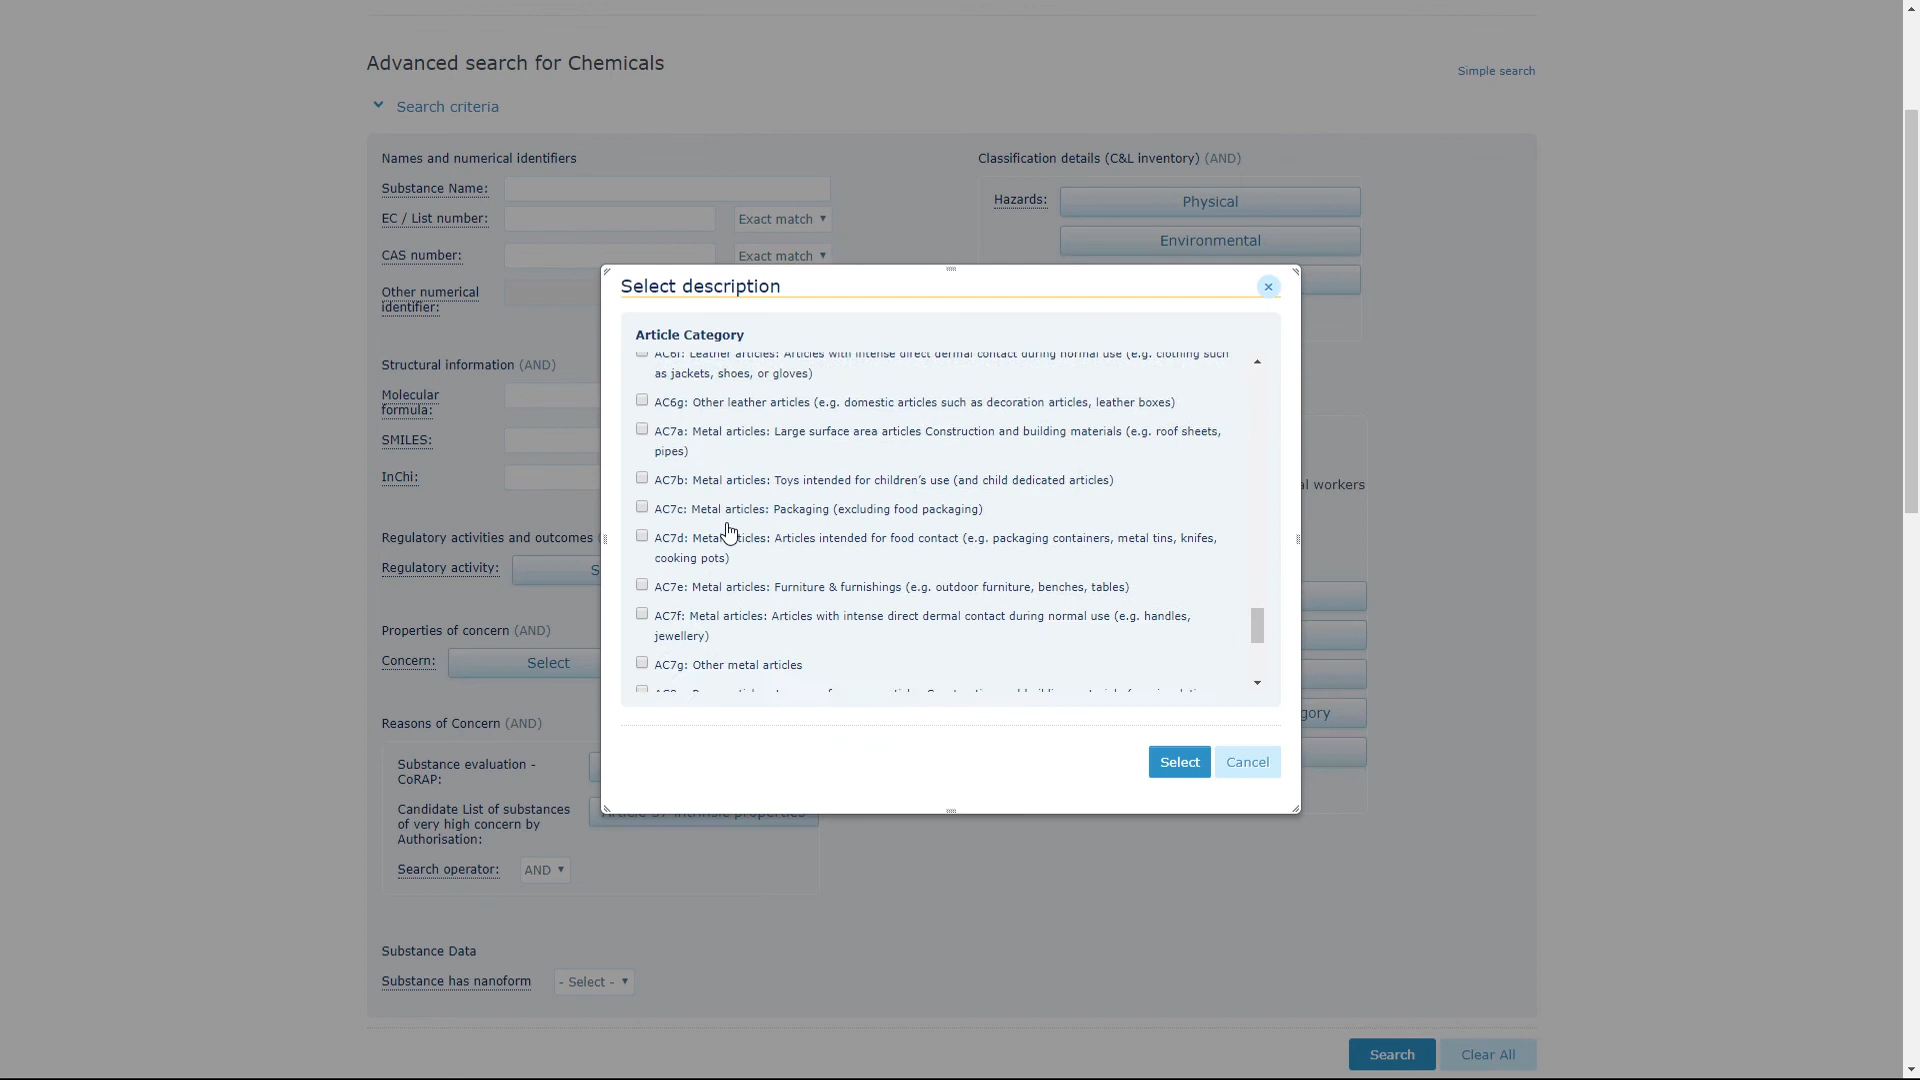 Advanced search for Chemicals
Simple search
Search criteria
Names and numerical identifiers
Substance Name:
EC / List number:
Exact match
CAS number:
Exact match
Other numerical
identifier:
Structural information (AND)
Molecular
formula:
SMILES:
InChi:
Regulatory activities and outcomes
Regulatory activity:
S
Properties of concern (AND)
Concern:
Select
Reasons of Concern (AND)
Substance evaluation -
CoRAP:
Candidate List of substances
of very high concern by
Authorisation:
Search operator:
AND
Substance Data
Substance has nanoform
- Select -
Classification details (C&L inventory) (AND)
Hazards:
Physical
Environmental
al workers
gory
Select description
×
Article Category
AC6f: Leather articles: Articles with intense direct dermal contact during normal use (e.g. clothing such
as jackets, shoes, or gloves)
AC6g: Other leather articles (e.g. domestic articles such as decoration articles, leather boxes)
AC7a: Metal articles: Large surface area articles Construction and building materials (e.g. roof sheets,
pipes)
AC7b: Metal articles: Toys intended for children’s use (and child dedicated articles)
AC7c: Metal articles: Packaging (excluding food packaging)
AC7d: Metal articles: Articles intended for food contact (e.g. packaging containers, metal tins, knifes,
cooking pots)
AC7e: Metal articles: Furniture & furnishings (e.g. outdoor furniture, benches, tables)
AC7f: Metal articles: Articles with intense direct dermal contact during normal use (e.g. handles,
jewellery)
AC7g: Other metal articles
Select
Cancel
Search
Clear All